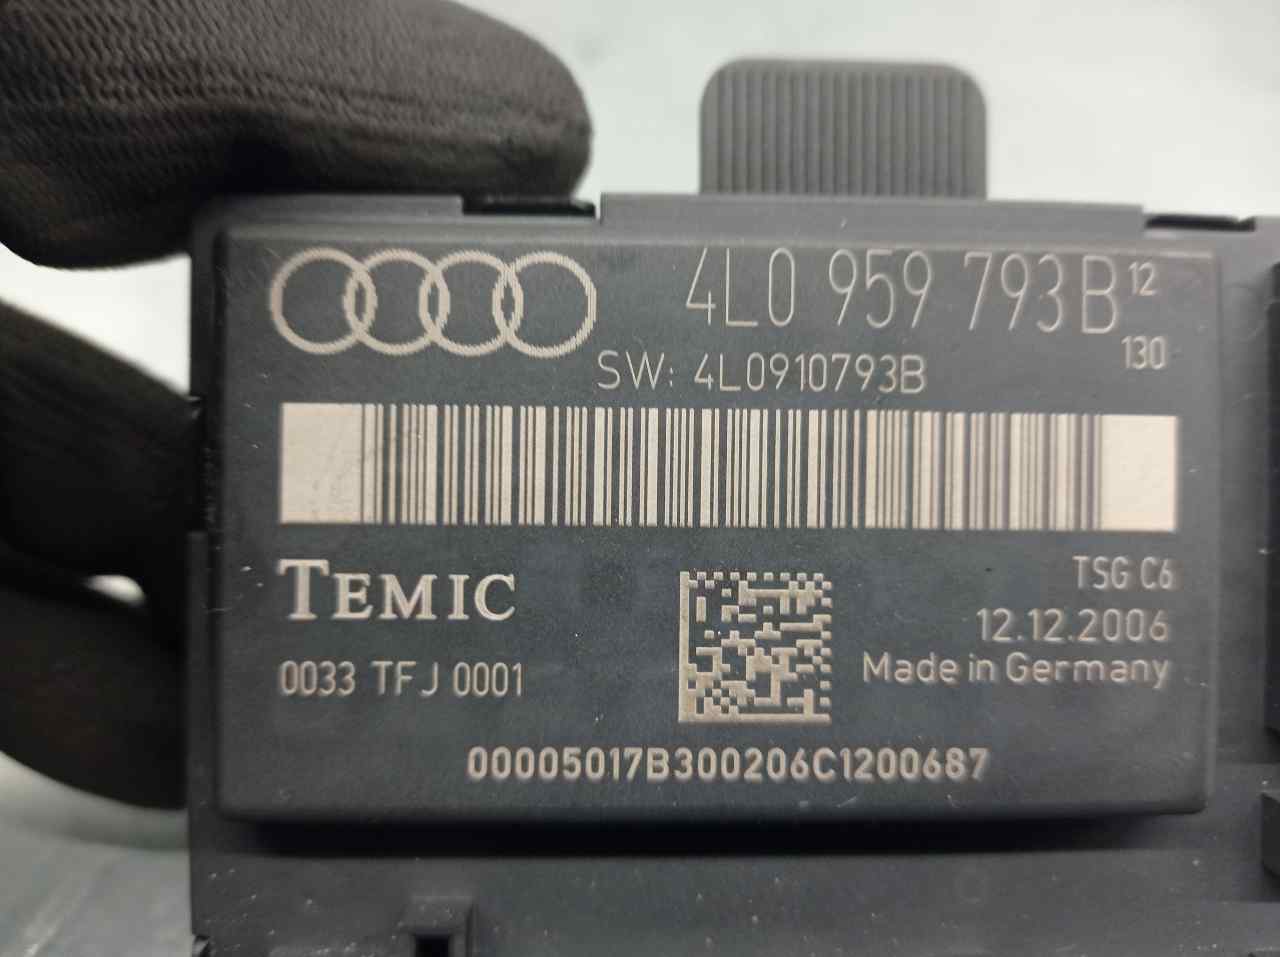 4L0 959 793B 12
130
SW: 4L0910793B
TEMIC
TSG C6
12.12.2006
0033 TFJ 0001
Made in Germany
00005017B300206C1200687